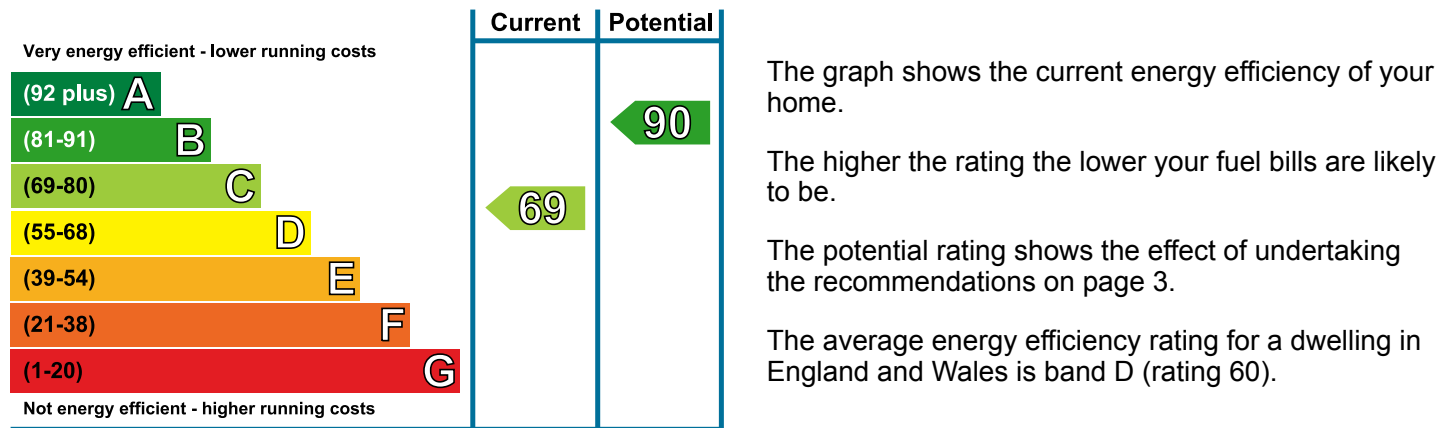 Current Potential
Very energy efficient - lower running costs
(92 plus) A
(81-91) B
(69-80) C
(55-68) D
(39-54) E
(21-38) F
(1-20) G
Not energy efficient - higher running costs
69
90
The graph shows the current energy efficiency of your
home.
The higher the rating the lower your fuel bills are likely
to be.
The potential rating shows the effect of undertaking
the recommendations on page 3.
The average energy efficiency rating for a dwelling in
England and Wales is band D (rating 60).